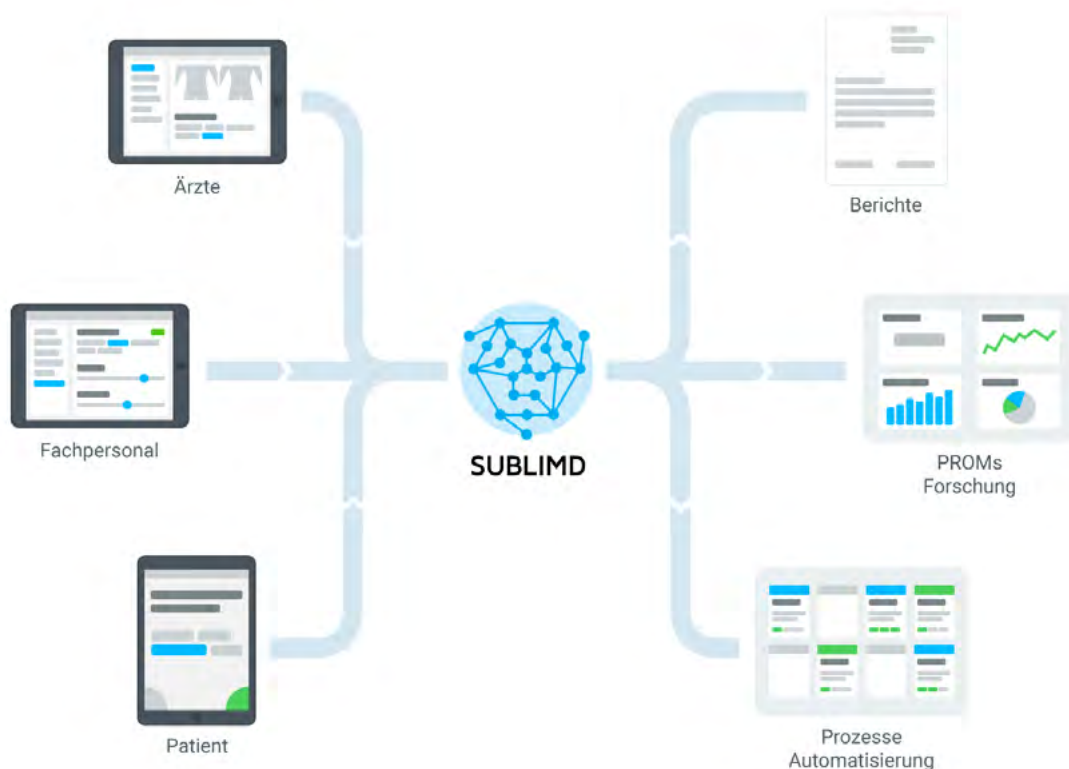 Ärzte
Berichte
Fachpersonal
SUBLIMD
PROMs
Forschung
Patient
Prozesse
Automatisierung